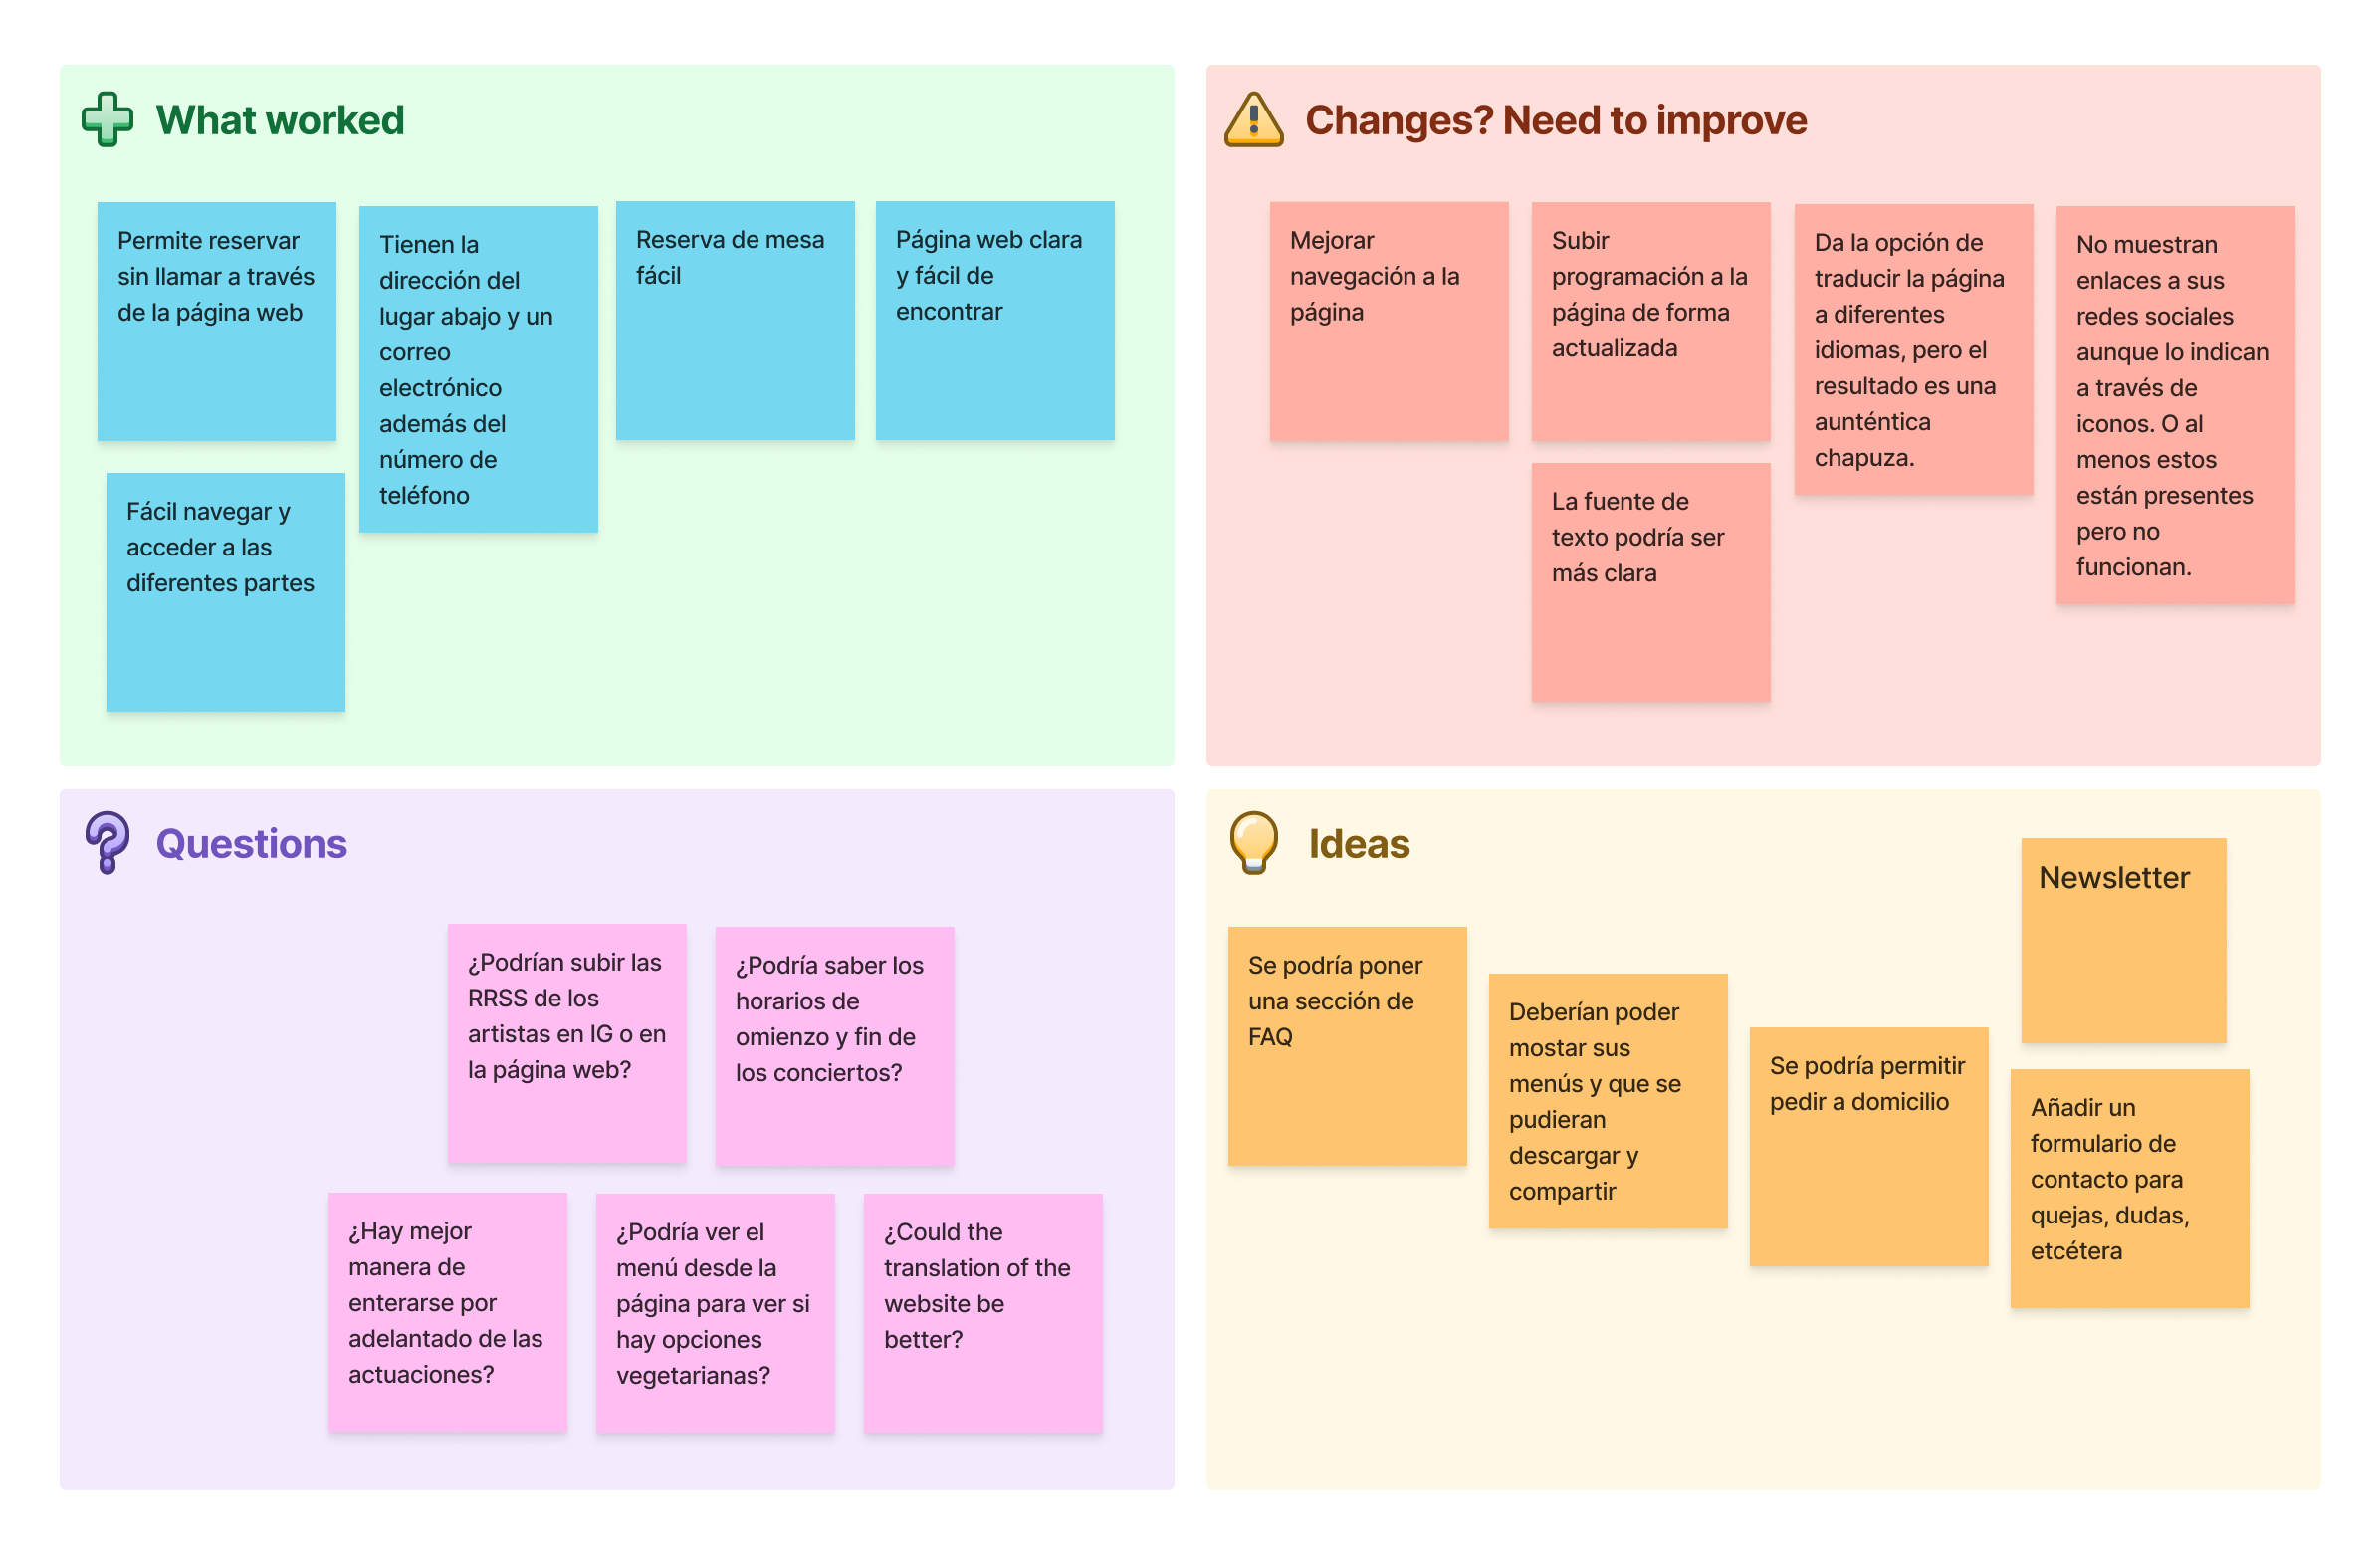 What worked
Permite reservar
sin llamar a través
de la página web
Tienen la
dirección del
lugar abajo y un
correo
electrónico
además del
número de
teléfono
Reserva de mesa
fácil
Página web clara
y fácil de
encontrar
Fácil navegar y
acceder a las
diferentes partes
Changes? Need to improve
Mejorar
navegación a la
página
Subir
programación a la
página de forma
actualizada
Da la opción de
traducir la página
a diferentes
idiomas, pero el
resultado es una
aunténtica
chapuza.
No muestran
enlaces a sus
redes sociales
aunque lo indican
a través de
iconos. O al
menos estos
están presentes
pero no
funcionan.
La fuente de
texto podría ser
más clara
Questions
¿Podrían subir las
RRSS de los
artistas en IG o en
la página web?
¿Podría saber los
horarios de
omienzo y fin de
los conciertos?
¿Hay mejor
manera de
enterarse por
adelantado de las
actuaciones?
¿Podría ver el
menú desde la
página para ver si
hay opciones
vegetarianas?
¿Could the
translation of the
website be
better?
Ideas
Newsletter
Se podría poner
una sección de
FAQ
Deberían poder
mostar sus
menús y que se
pudieran
descargar y
compartir
Se podría permitir
pedir a domicilio
Añadir un
formulario de
contacto para
quejas, dudas,
etcétera